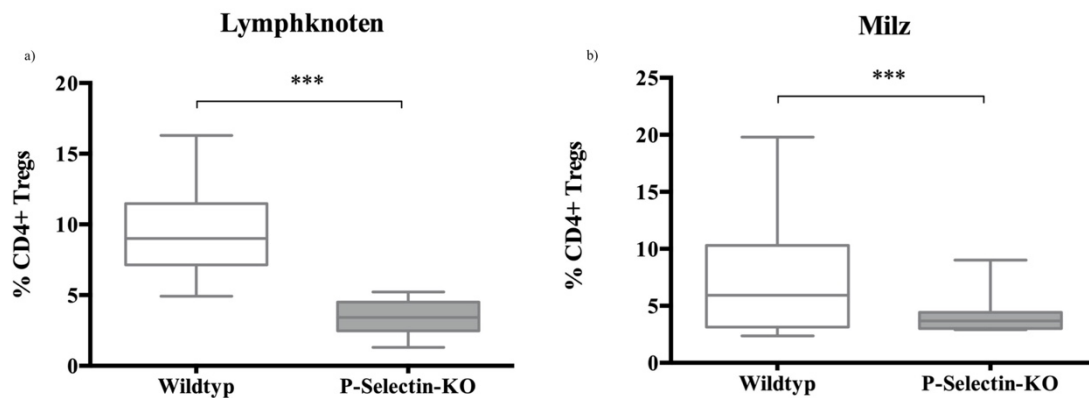 Lymphknoten
a)
***
20
15
10
5
0
% CD4+ Tregs
Wildtyp
P-Selectin-KO
Milz
b)
***
25
20
15
10
5
0
% CD4+ Tregs
Wildtyp
P-Selectin-KO